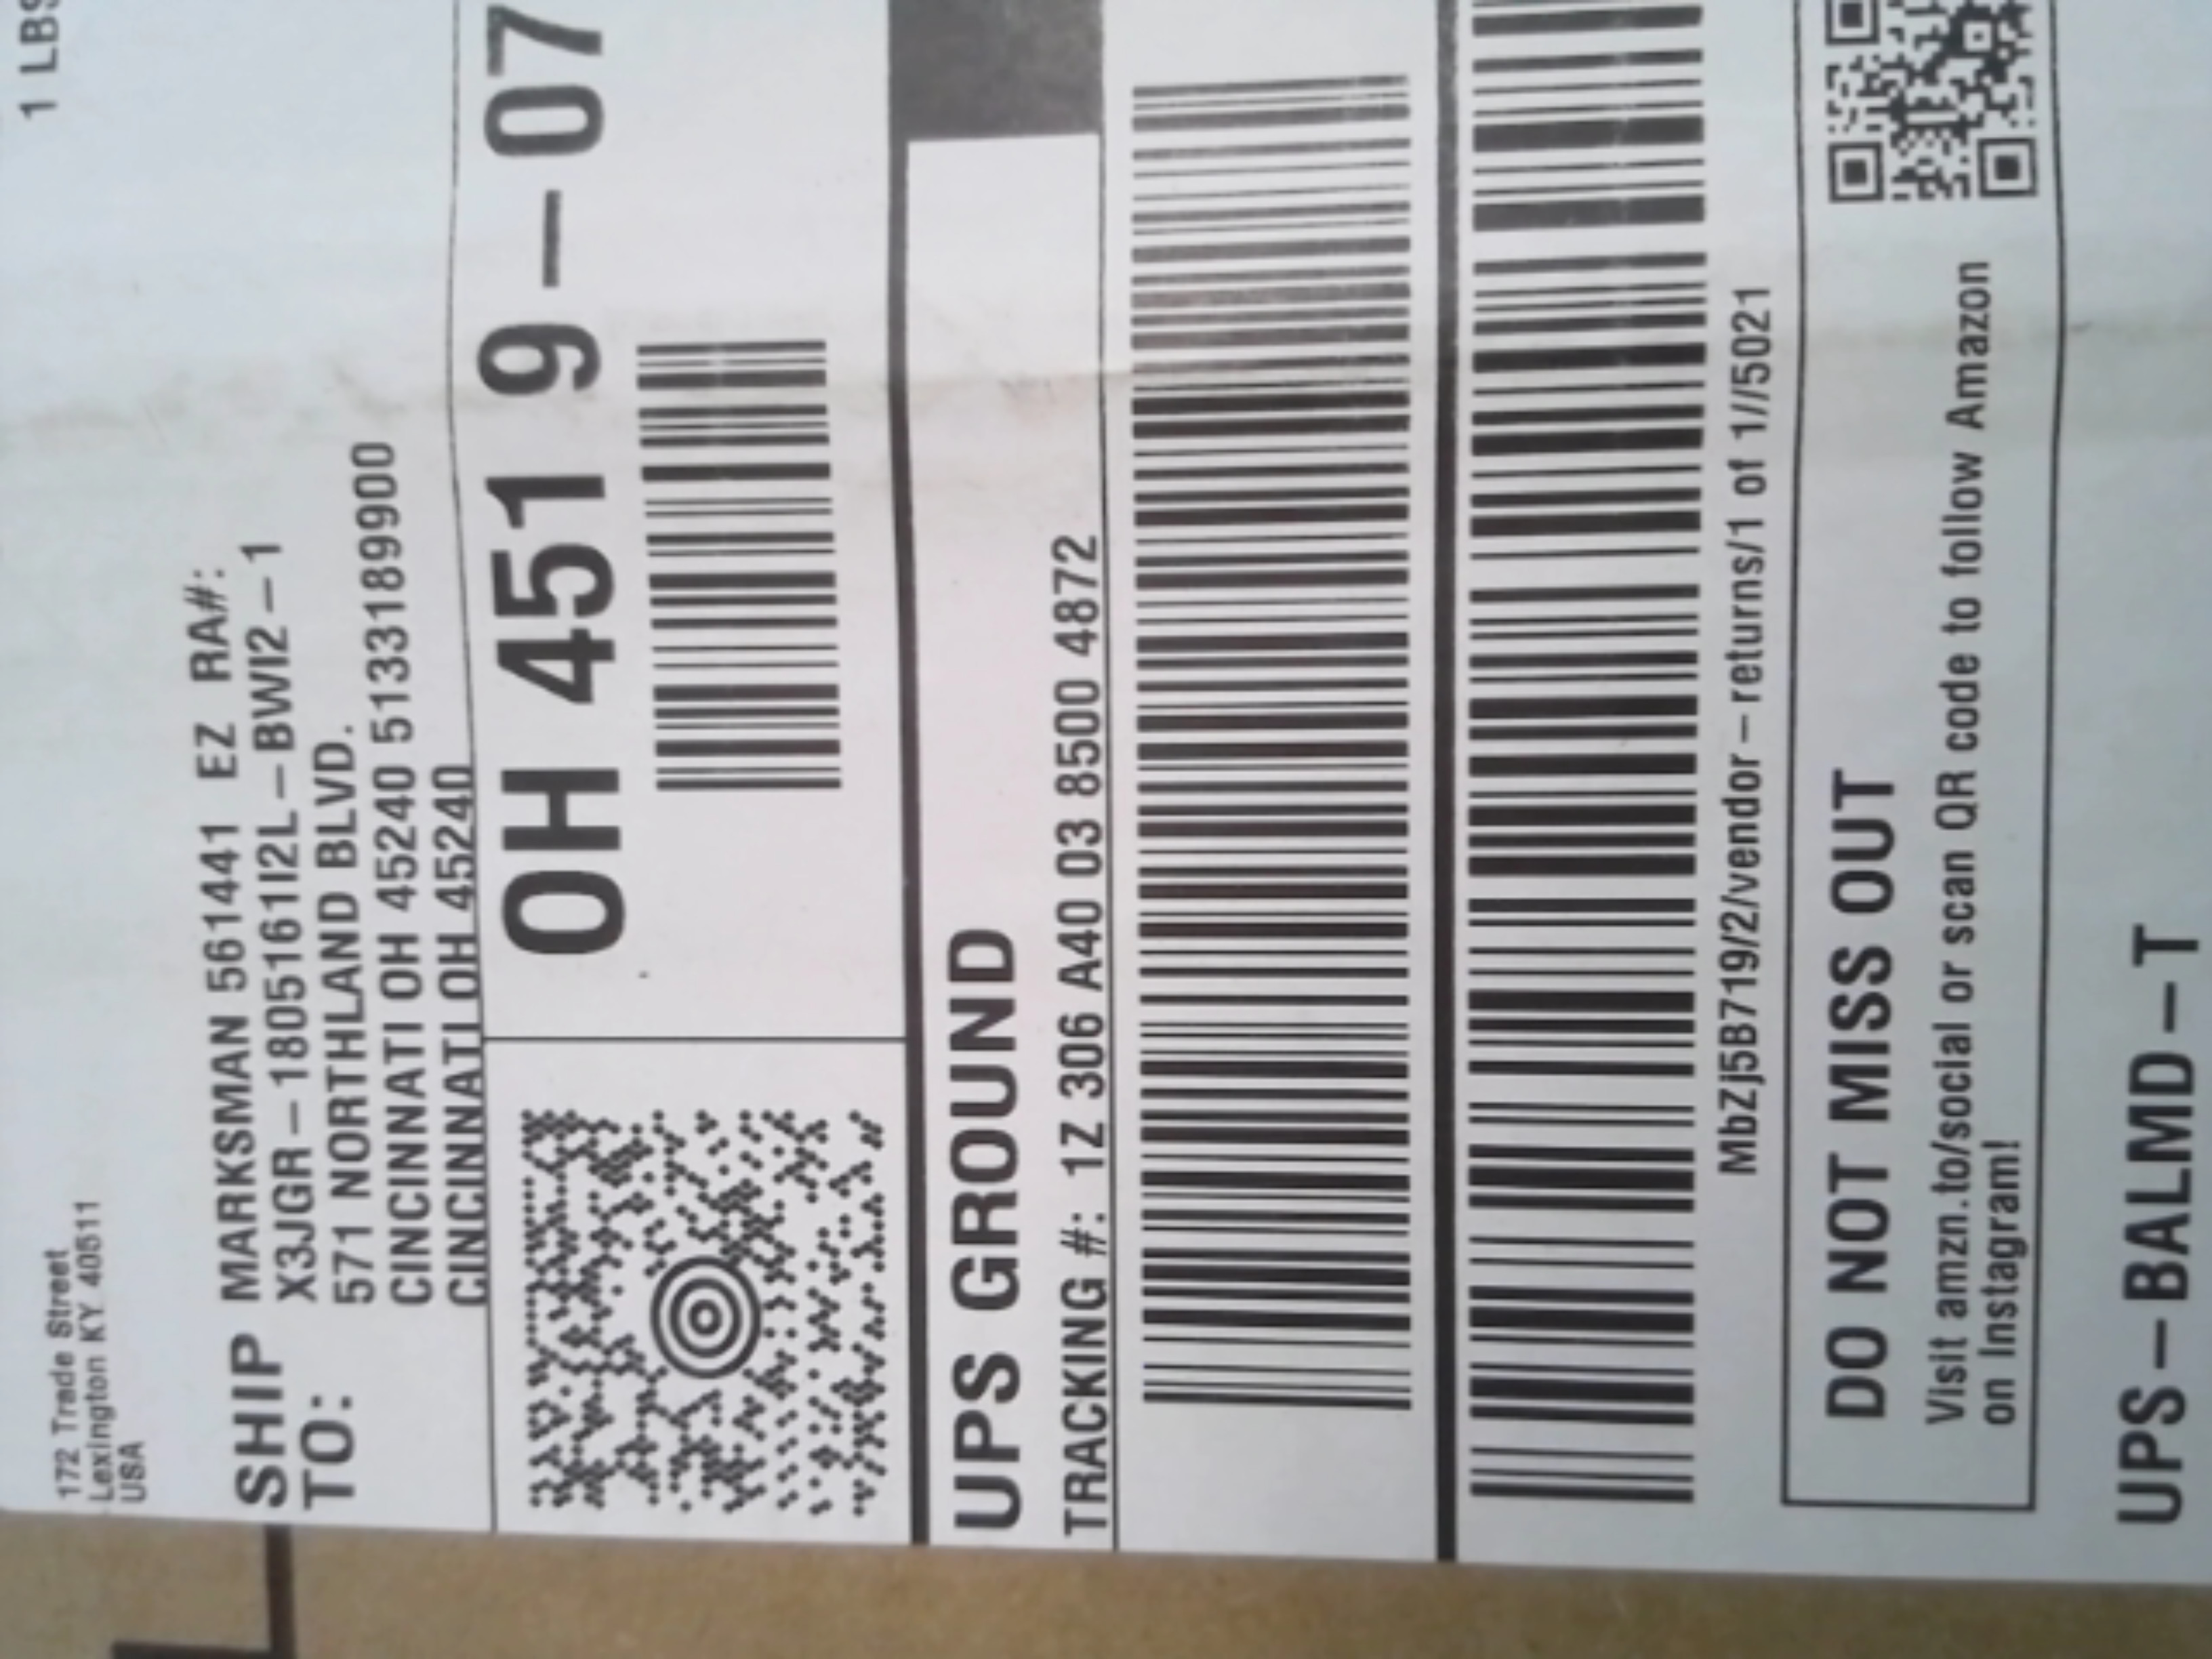 1 LBS
172 Trade Street
Lexington KY 40511
USA
SHIP
TO:
MARKSMAN 561441 EZ RA#:
X3JGR-1805161I2L-BWI2-1
571 NORTHLAND BLVD.
CINCINNATI OH 45240 5133189900
CINCINNATI OH 45240
OH 451 9-07
UPS GROUND
TRACKING #: 1Z 306 A40 03 8500 4872
MbZj5B719/2/vendor-returns/1 of 1//5021
DO NOT MISS OUT
Visit amzn.to/social or scan QR code to follow Amazon
on Instagram!
UPS-BALMD-T